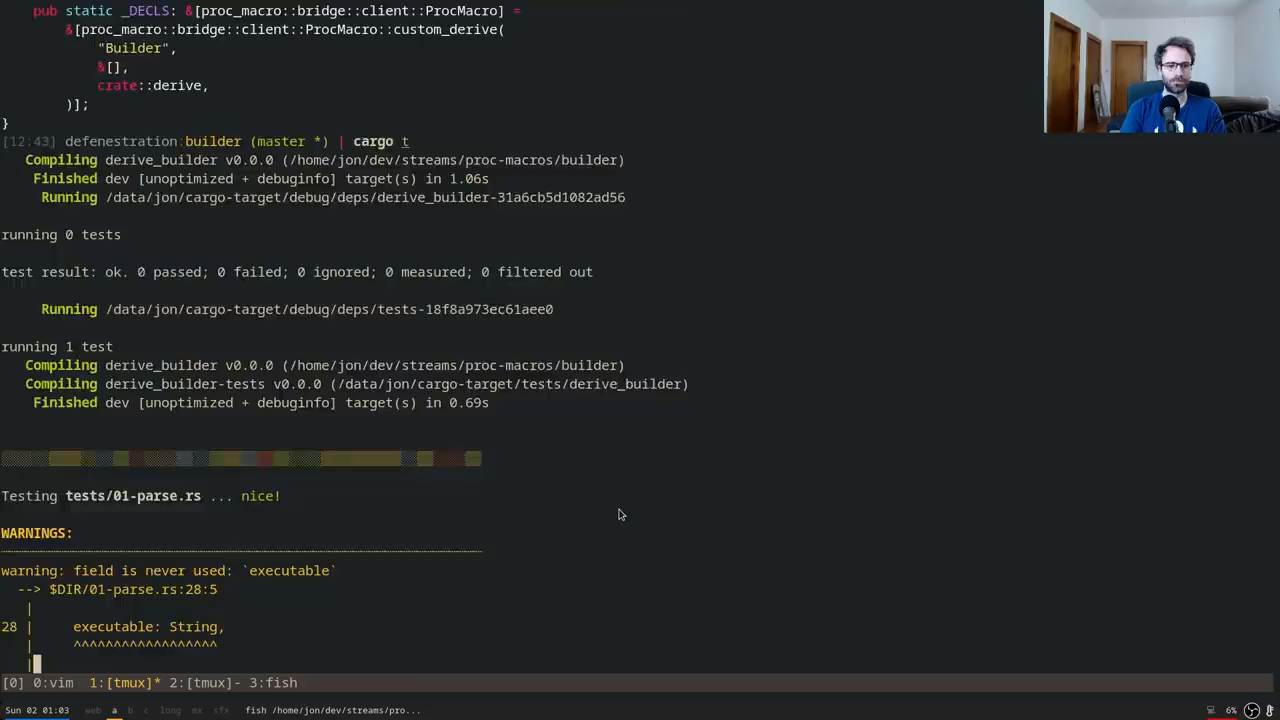 pub static _DECLS: &[proc_macro::bridge::client::ProcMacro] =
        &[proc_macro::bridge::client::ProcMacro::custom_derive(
            "Builder",
            &[],
            crate::derive,
        )];
}
[12:43] defenestration:builder (master *) | cargo t
   Compiling derive_builder v0.0.0 (/home/jon/dev/streams/proc-macros/builder)
    Finished dev [unoptimized + debuginfo] target(s) in 1.06s
     Running /data/jon/cargo-target/debug/deps/derive_builder-31a6cb5d1082ad56
running 0 tests
test result: ok. 0 passed; 0 failed; 0 ignored; 0 measured; 0 filtered out
     Running /data/jon/cargo-target/debug/deps/tests-18f8a973ec61aee0
running 1 test
   Compiling derive_builder v0.0.0 (/home/jon/dev/streams/proc-macros/builder)
   Compiling derive_builder-tests v0.0.0 (/data/jon/cargo-target/tests/derive_builder)
    Finished dev [unoptimized + debuginfo] target(s) in 0.69s
Testing tests/01-parse.rs ... nice!
WARNINGS:
warning: field is never used: `executable`
  --> $DIR/01-parse.rs:28:5
   |
28 |     executable: String,
   |     ^^^^^^^^^^^^^^^^^^
   |
[0] 0:vim  1:[tmux]* 2:[tmux]- 3:fish
Sun 02 01:03 web a b c long mx sfx fish /home/jon/dev/streams/pro... 6%